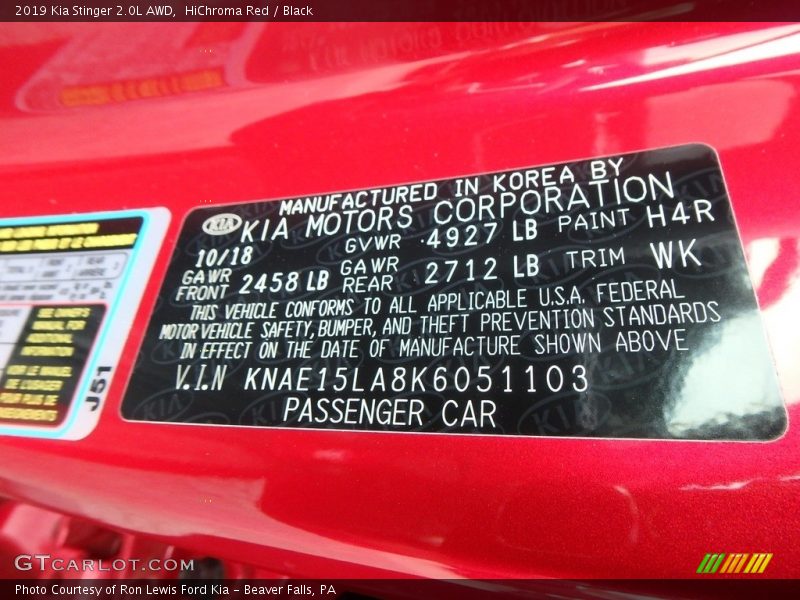 2019 Kia Stinger 2.0L AWD,  HiChroma Red / Black
MANUFACTURED IN KOREA BY
KIA KIA MOTORS CORPORATION
10/18 GVWR 4927 LB PAINT H4R
GAWR FRONT 2458 LB GAWR REAR 2712 LB TRIM WK
THIS VEHICLE CONFORMS TO ALL APPLICABLE U.S.A. FEDERAL
MOTOR VEHICLE SAFETY, BUMPER, AND THEFT PREVENTION STANDARDS
IN EFFECT ON THE DATE OF MANUFACTURE SHOWN ABOVE
V.I.N KNAE15LA8K6051103
PASSENGER CAR
J51
GTCARLOT.COM
Photo Courtesy of Ron Lewis Ford Kia - Beaver Falls, PA